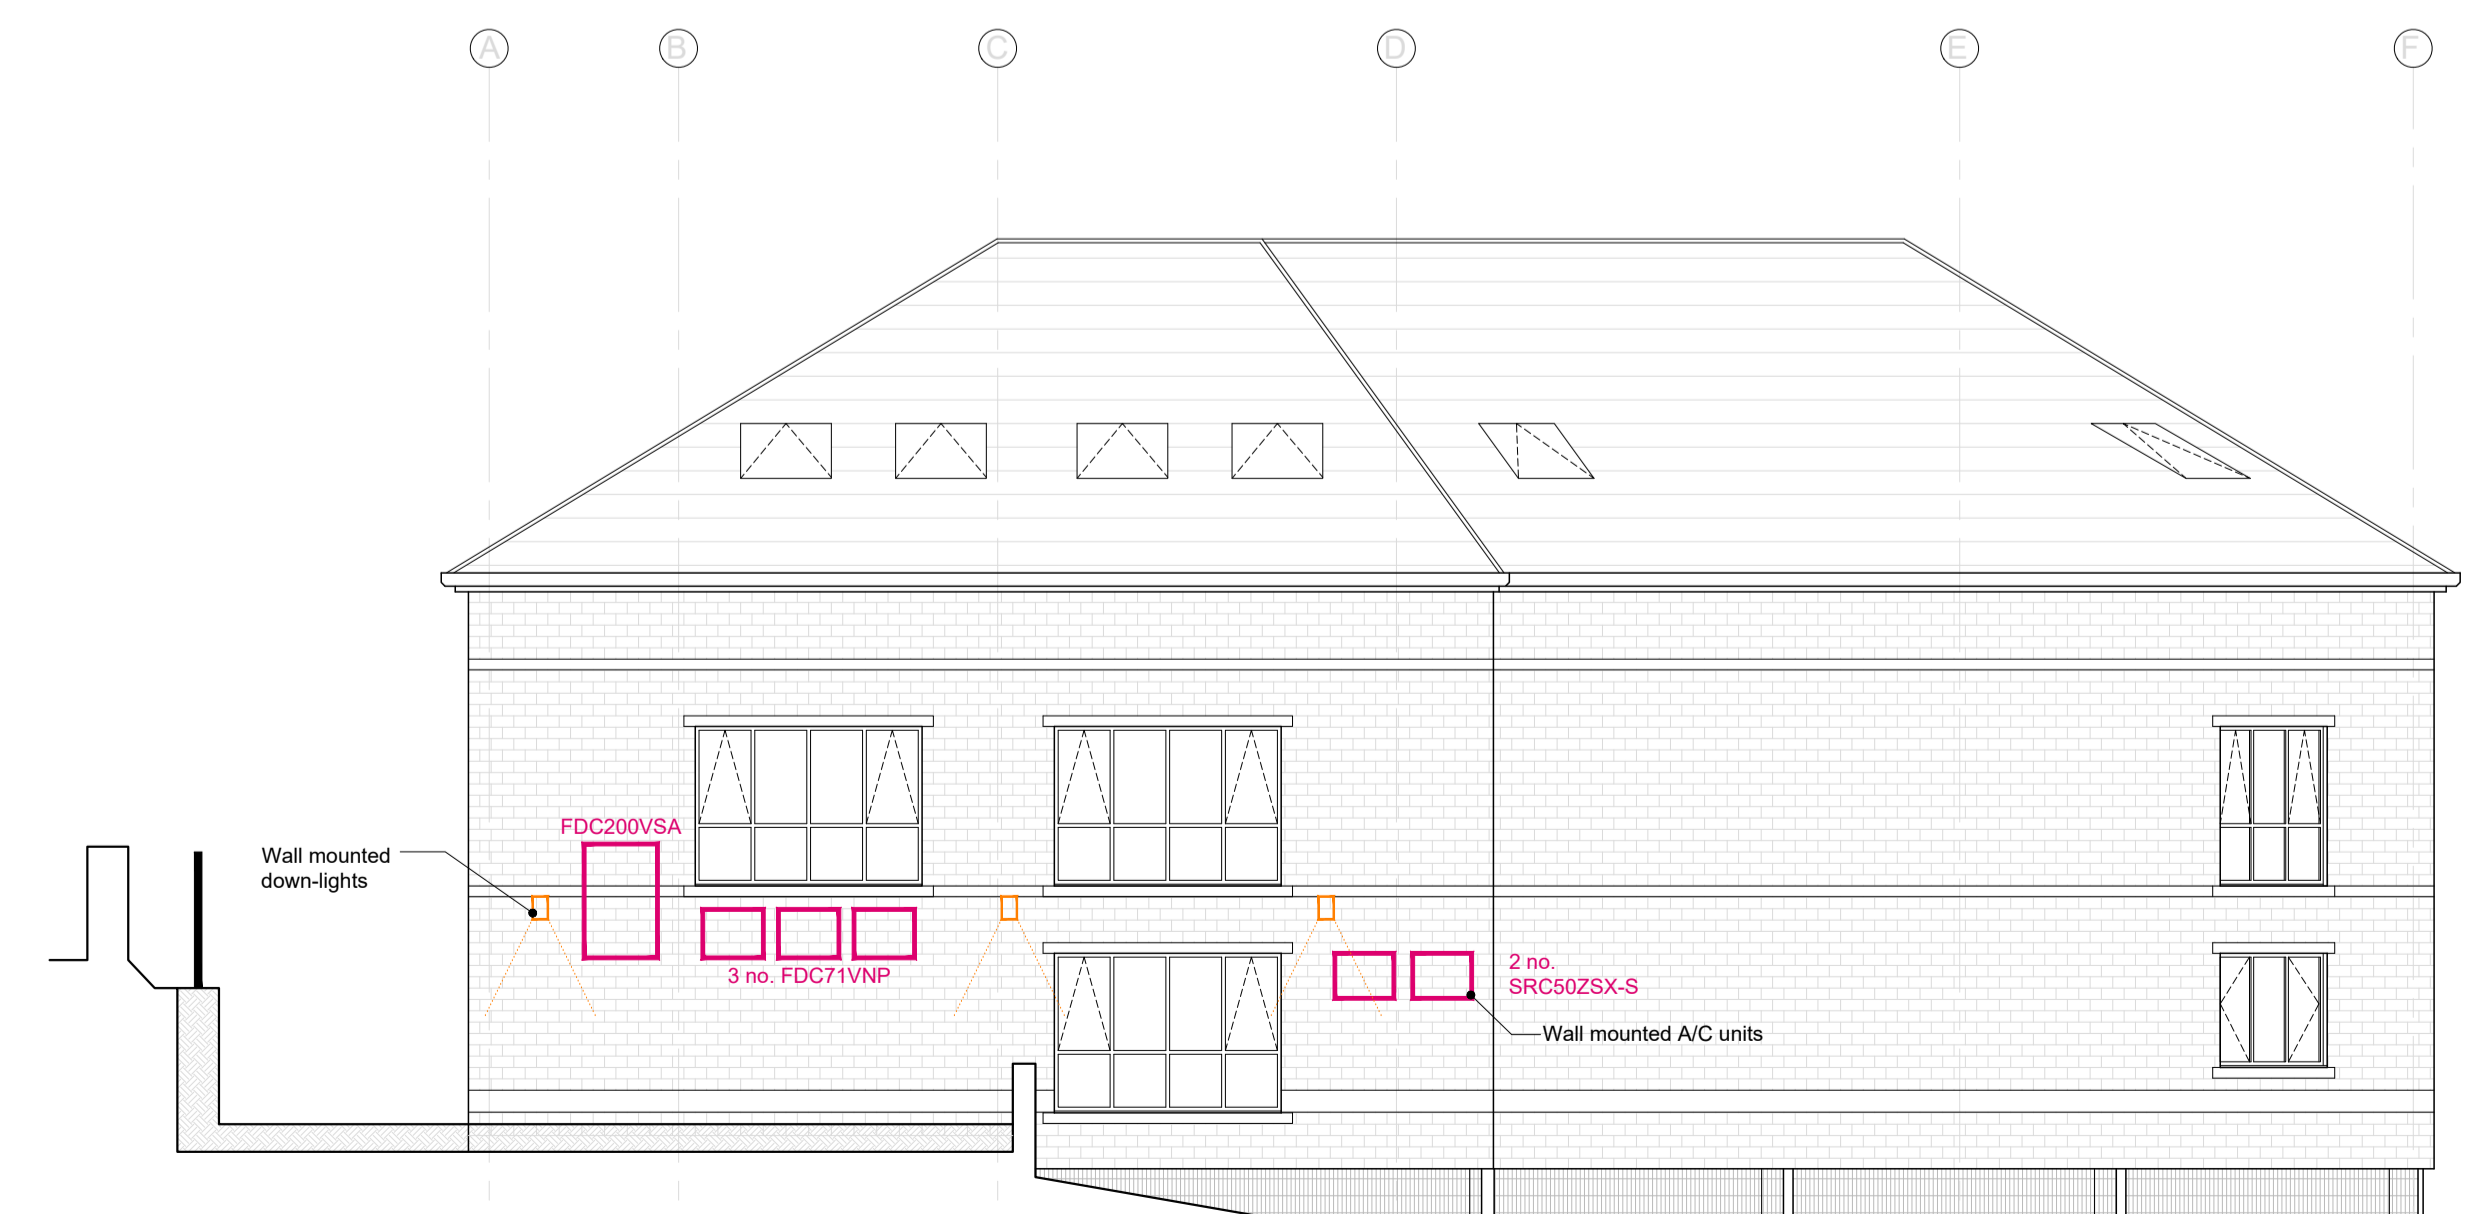 A B C D E F
FDC200VSA
Wall mounted
down-lights
3 no. FDC71VNP
2 no.
SRC50ZSX-S
Wall mounted A/C units